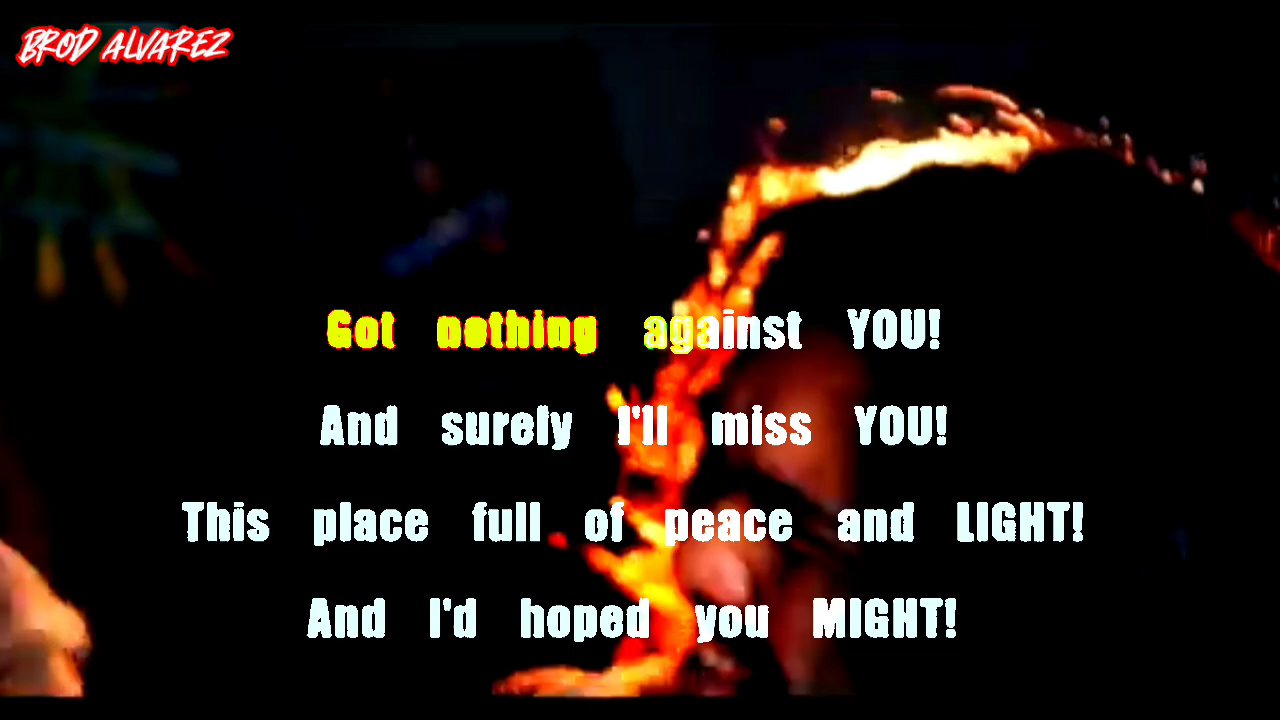 BROD ALVAREZ
Got nothing against YOU!
And surely I'll miss YOU!
This place full of peace and LIGHT!
And I'd hoped you MIGHT!